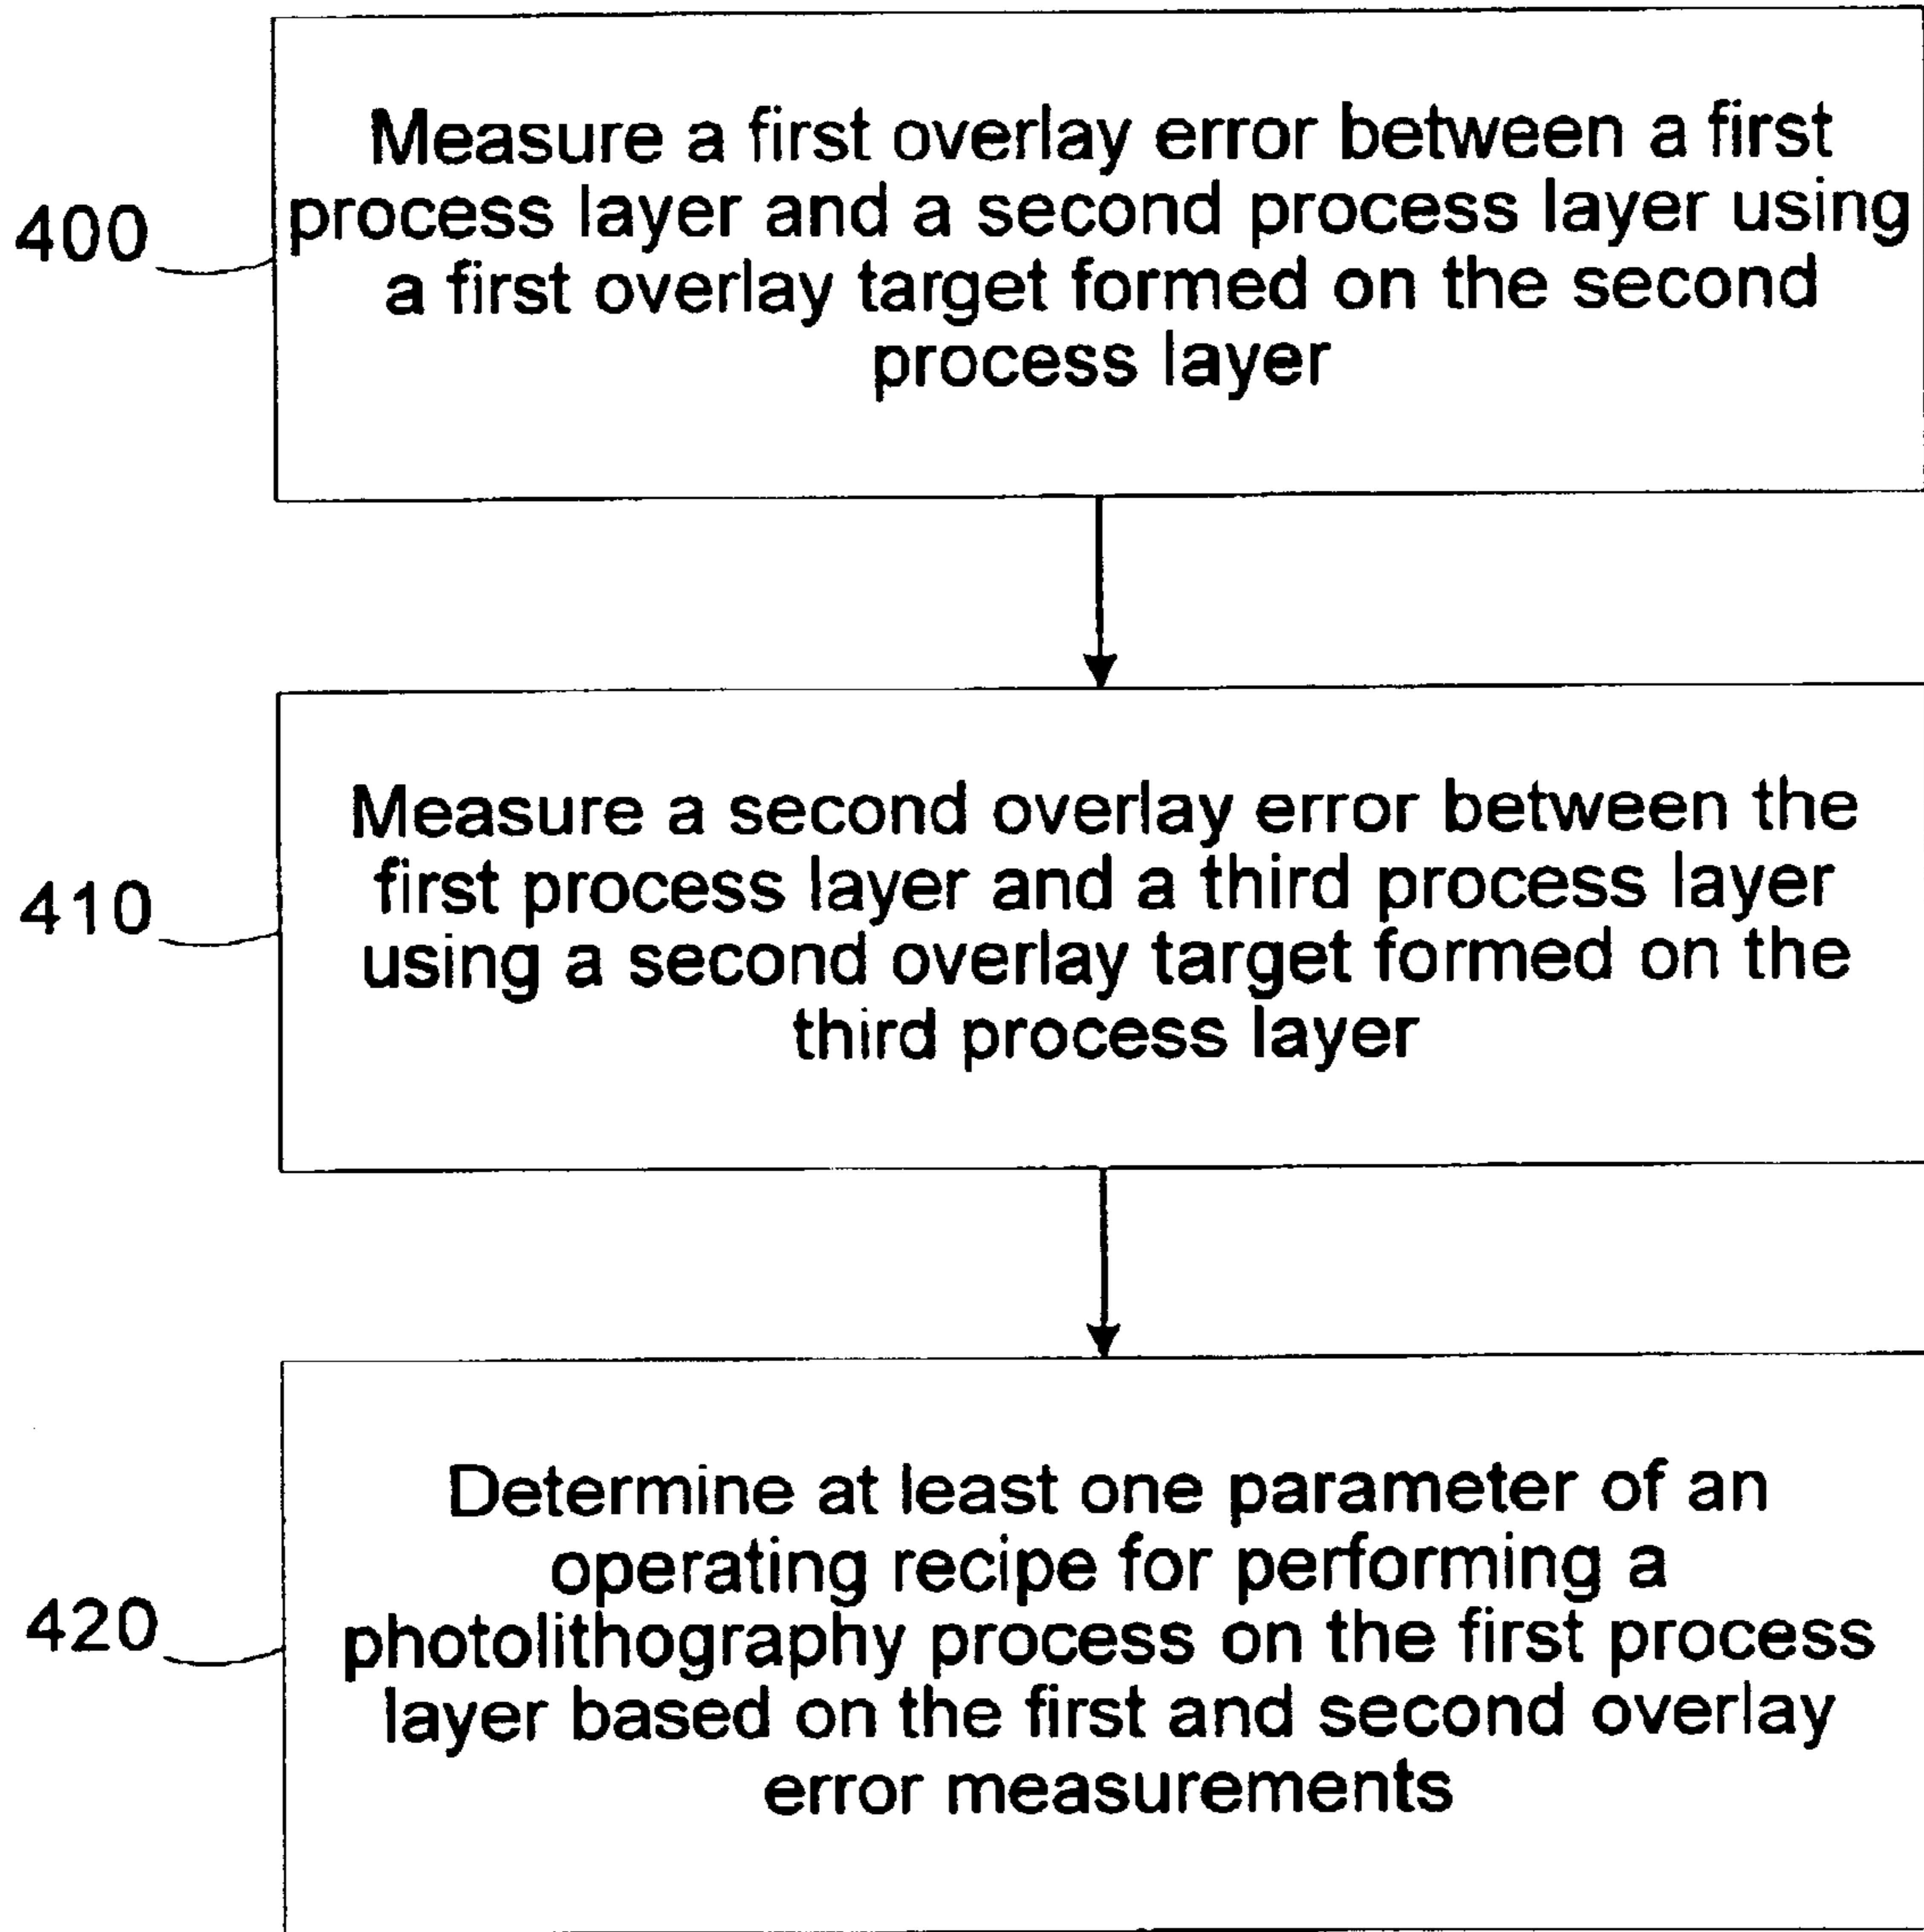 400
Measure a first overlay error between a first
process layer and a second process layer using
a first overlay target formed on the second
process layer
410
Measure a second overlay error between the
first process layer and a third process layer
using a second overlay target formed on the
third process layer
420
Determine at least one parameter of an
operating recipe for performing a
photolithography process on the first process
layer based on the first and second overlay
error measurements